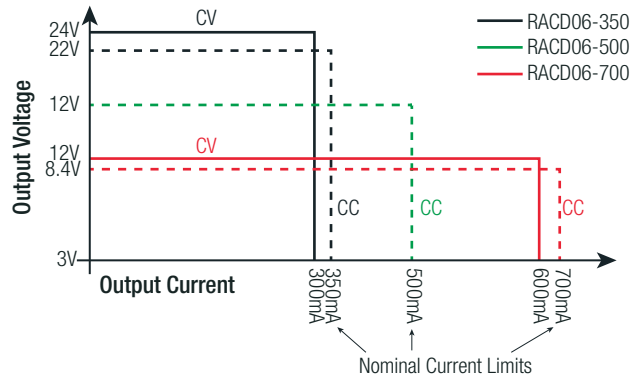 CV
24V
22V
12V
12V
8.4V
3V
CV
CC
CC
CC
RACD06-350
RACD06-500
RACD06-700
Output Voltage
Output Current
300mA
350mA
500mA
600mA
700mA
Nominal Current Limits